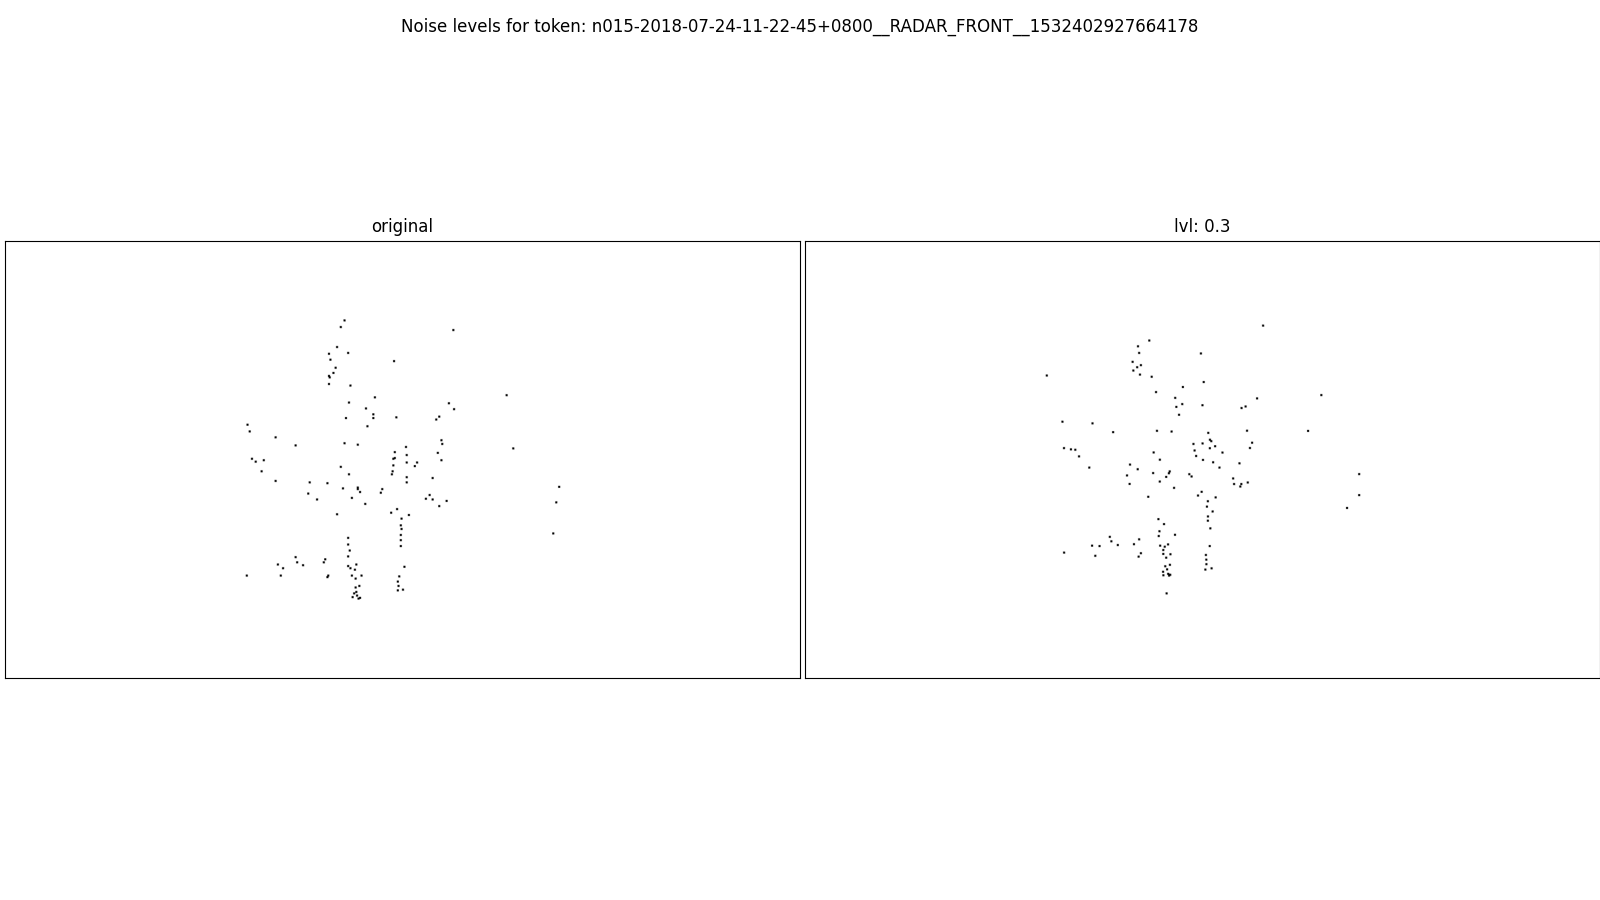 Noise levels for token: n015-2018-07-24-11-22-45+0800__RADAR_FRONT__1532402927664178
original
lvl: 0.3